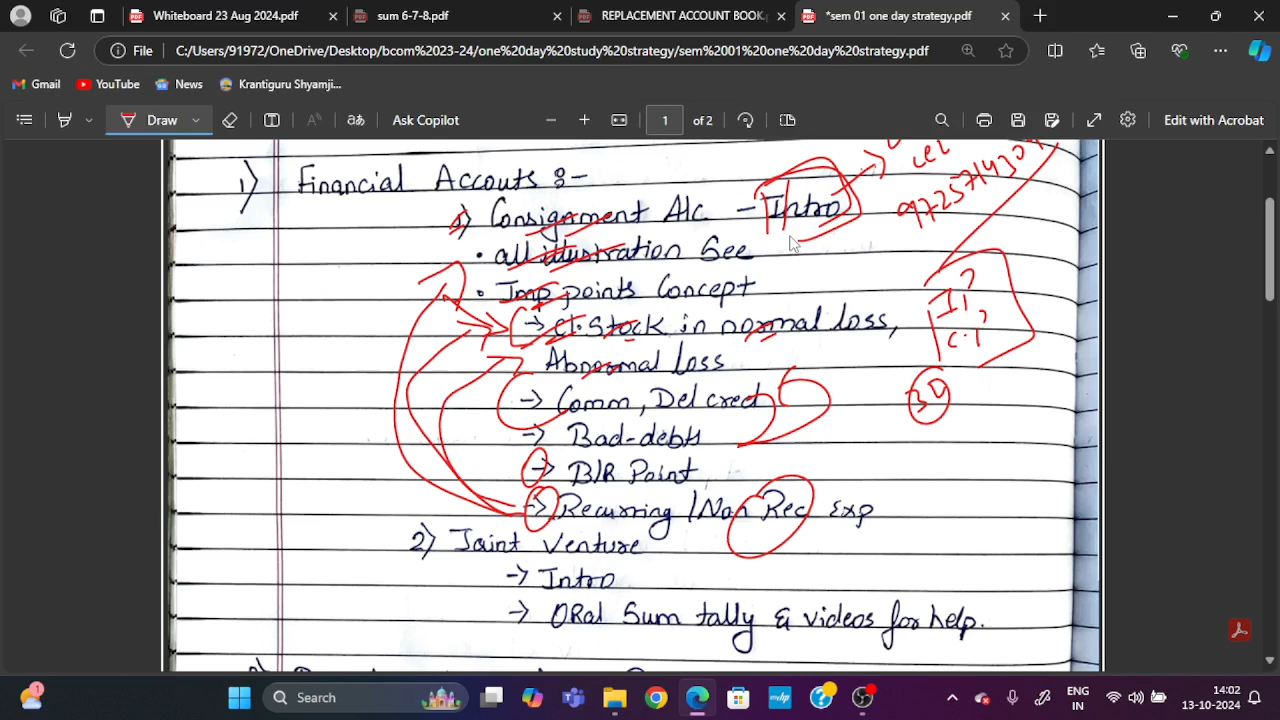 Whiteboard 23 Aug 2024.pdf
sum 6-7-8.pdf
REPLACEMENT ACCOUNT BOOK.
*sem 01 one day strategy.pdf
File
C:/Users/91972/OneDrive/Desktop/bcom%2023-24/one%20day%20study%20strategy/sem%2001%20one%20day%20strategy.pdf
Gmail
YouTube
News
Krantiguru Shyamji...
Draw
Ask Copilot
1
of 2
Edit with Acrobat
1) Financial Accouts :-
1) Consignment A/c. - Intro
• all illustration See
• Imp points Concept
→ Cl. Stock in normal loss,
Abnormal loss
→ Comm, Del cred
→ Bad-debts
→ B/R Point
→ Recurring /Non Rec Exp
2) Joint Venture
→ Intro
→ ORal Sum tally & videos for help.
30
Search
ENG
IN
14:02
13-10-2024